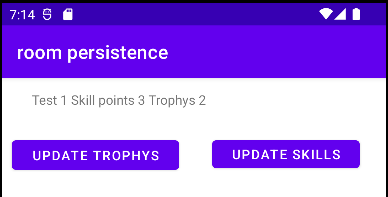 7:14
room persistence
Test 1 Skill points 3 Trophys 2
UPDATE TROPHYS
UPDATE SKILLS